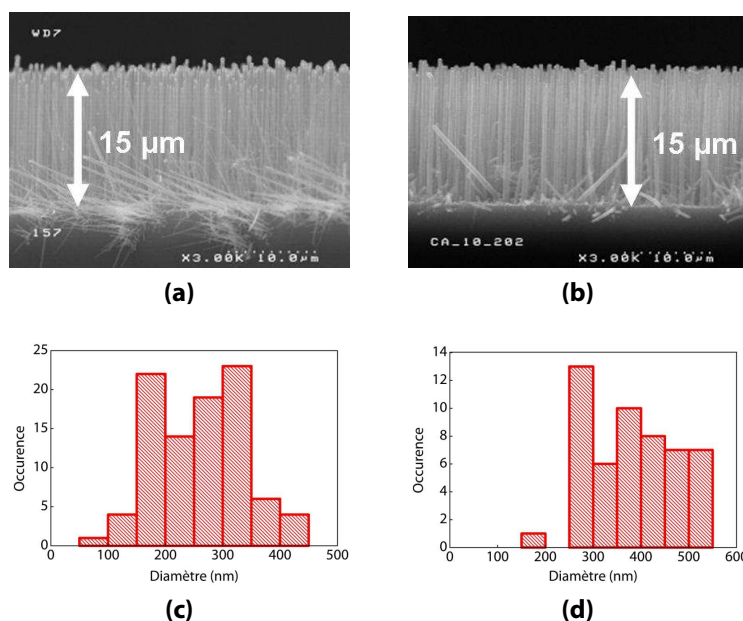 WD7
15 µm
157
X3.00K 10.0µm
(a)
15 µm
CA_10_202
X3.00K 10.0µm
(b)
25
20
15
10
5
0
Occurence
0 100 200 300 400 500
Diamètre (nm)
(c)
14
12
10
8
6
4
2
0
Occurence
0 100 200 300 400 500 600
Diamètre (nm)
(d)